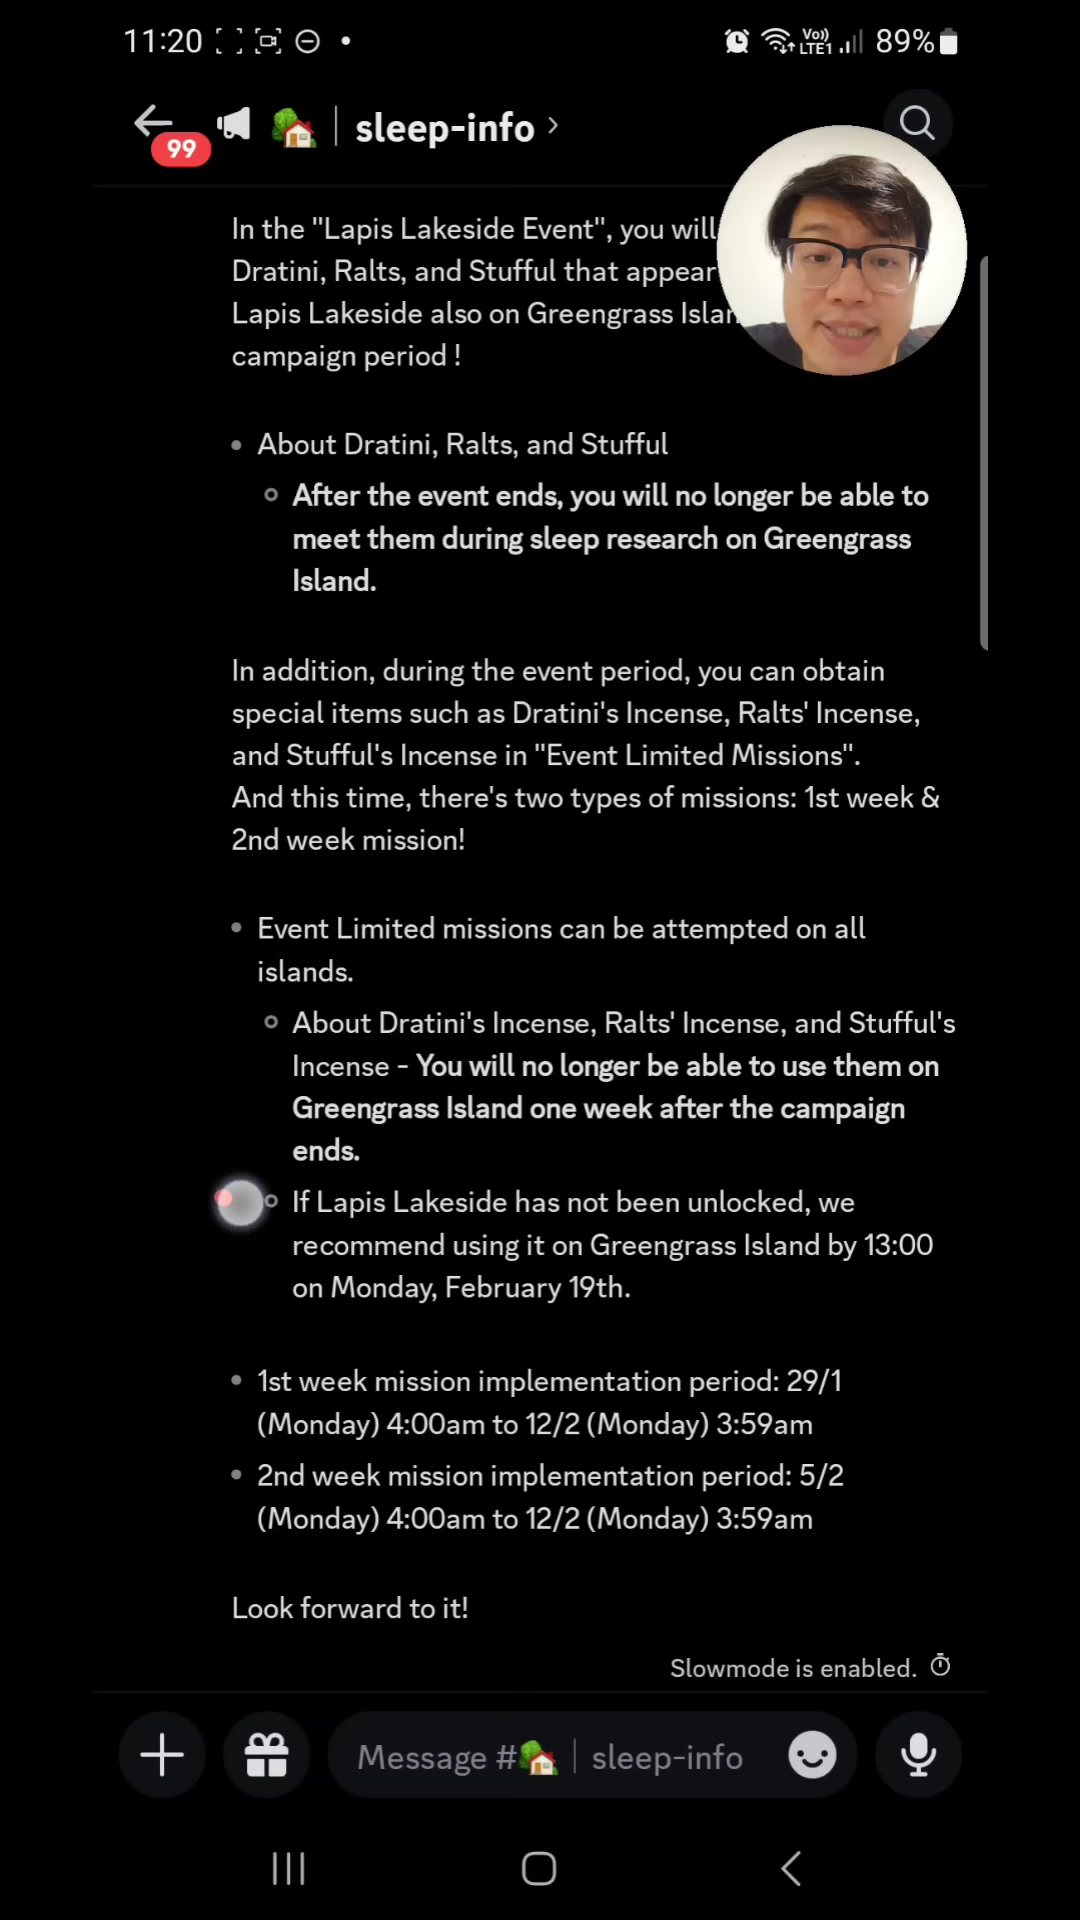 11:20
Vo))
LTE1
89%
99
sleep-info
In the "Lapis Lakeside Event", you will
Dratini, Ralts, and Stufful that appear
Lapis Lakeside also on Greengrass
campaign period !
About Dratini, Ralts, and Stufful
After the event ends, you will no longer be able to
meet them during sleep research on Greengrass
Island.
In addition, during the event period, you can obtain
special items such as Dratini's Incense, Ralts' Incense,
and Stufful's Incense in "Event Limited Missions".
And this time, there's two types of missions: 1st week &
2nd week mission!
Event Limited missions can be attempted on all
islands.
About Dratini's Incense, Ralts' Incense, and Stufful's
Incense - You will no longer be able to use them on
Greengrass Island one week after the campaign
ends.
If Lapis Lakeside has not been unlocked, we
recommend using it on Greengrass Island by 13:00
on Monday, February 19th.
1st week mission implementation period: 29/1
(Monday) 4:00am to 12/2 (Monday) 3:59am
2nd week mission implementation period: 5/2
(Monday) 4:00am to 12/2 (Monday) 3:59am
Look forward to it!
Slowmode is enabled.
Message # | sleep-info